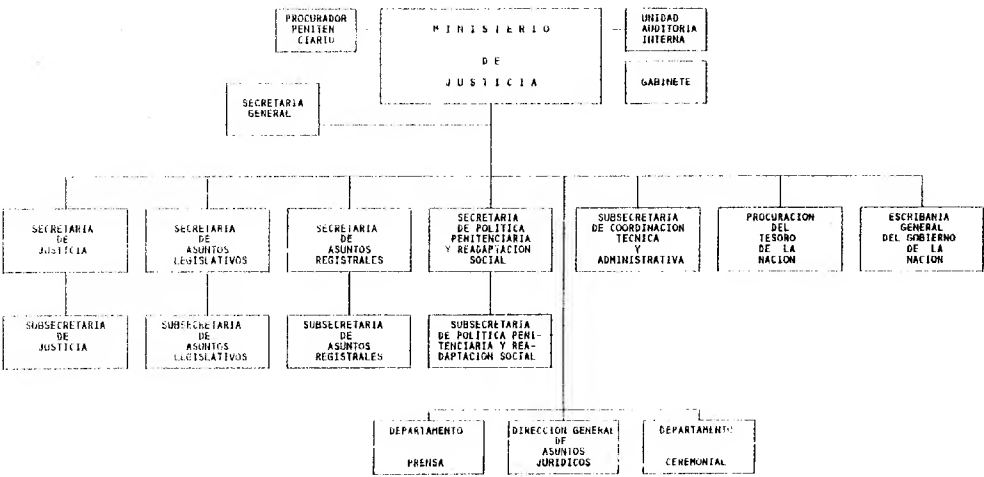 PROCURADOR
PENITEN
CIARIO
MINISTERIO
DE
JUSTICIA
UNIDAD
AUDITORIA
INTERNA
GABINETE
SECRETARIA
GENERAL
SECRETARIA
DE
JUSTICIA
SECRETARIA
DE
ASUNTOS
LEGISLATIVOS
SECRETARIA
DE
ASUNTOS
REGISTRALES
SECRETARIA
DE POLITICA
PENITENCIARIA
Y READAPTACION
SOCIAL
SUBSECRETARIA
DE COORDINACION
TECNICA
Y
ADMINISTRATIVA
PROCURACION
DEL
TESORO
DE LA
NACION
ESCRIBANIA
GENERAL
DEL GOBIERNO
DE LA
NACION
SUBSECRETARIA
DE
JUSTICIA
SUBSECRETARIA
DE
ASUNTOS
LEGISLATIVOS
SUBSECRETARIA
DE
ASUNTOS
REGISTRALES
SUBSECRETARIA
DE POLITICA PENI-
TENCIARIA Y REA-
DAPTACION SOCIAL
DEPARTAMENTO
PRENSA
DIRECCION GENERAL
DE
ASUNTOS
JURIDICOS
DEPARTAMENTO
CEREMONIAL